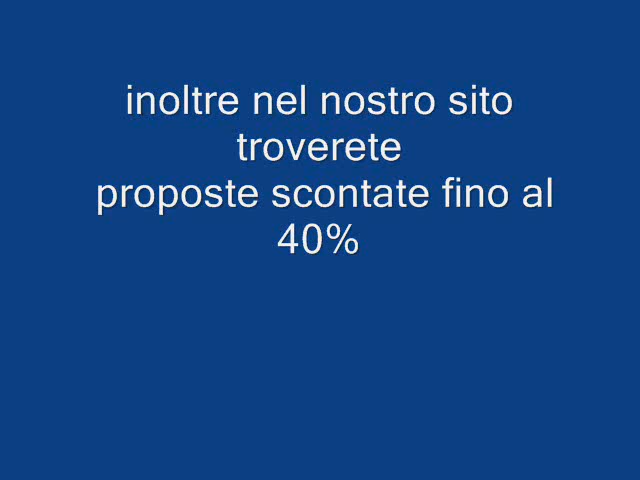 inoltre nel nostro sito
troverete
proposte scontate fino al
40%